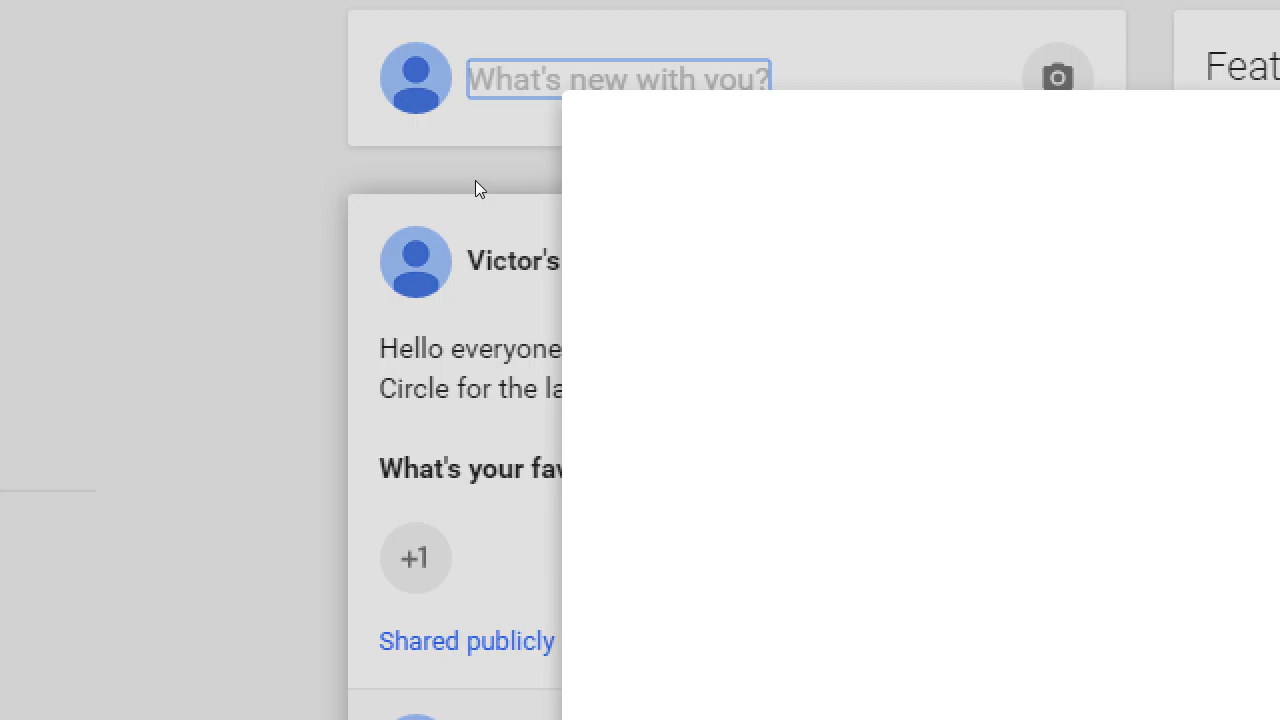 What's new with you?
Feat
Victor's
Hello everyone
Circle for the la
What's your fav
+1
Shared publicly